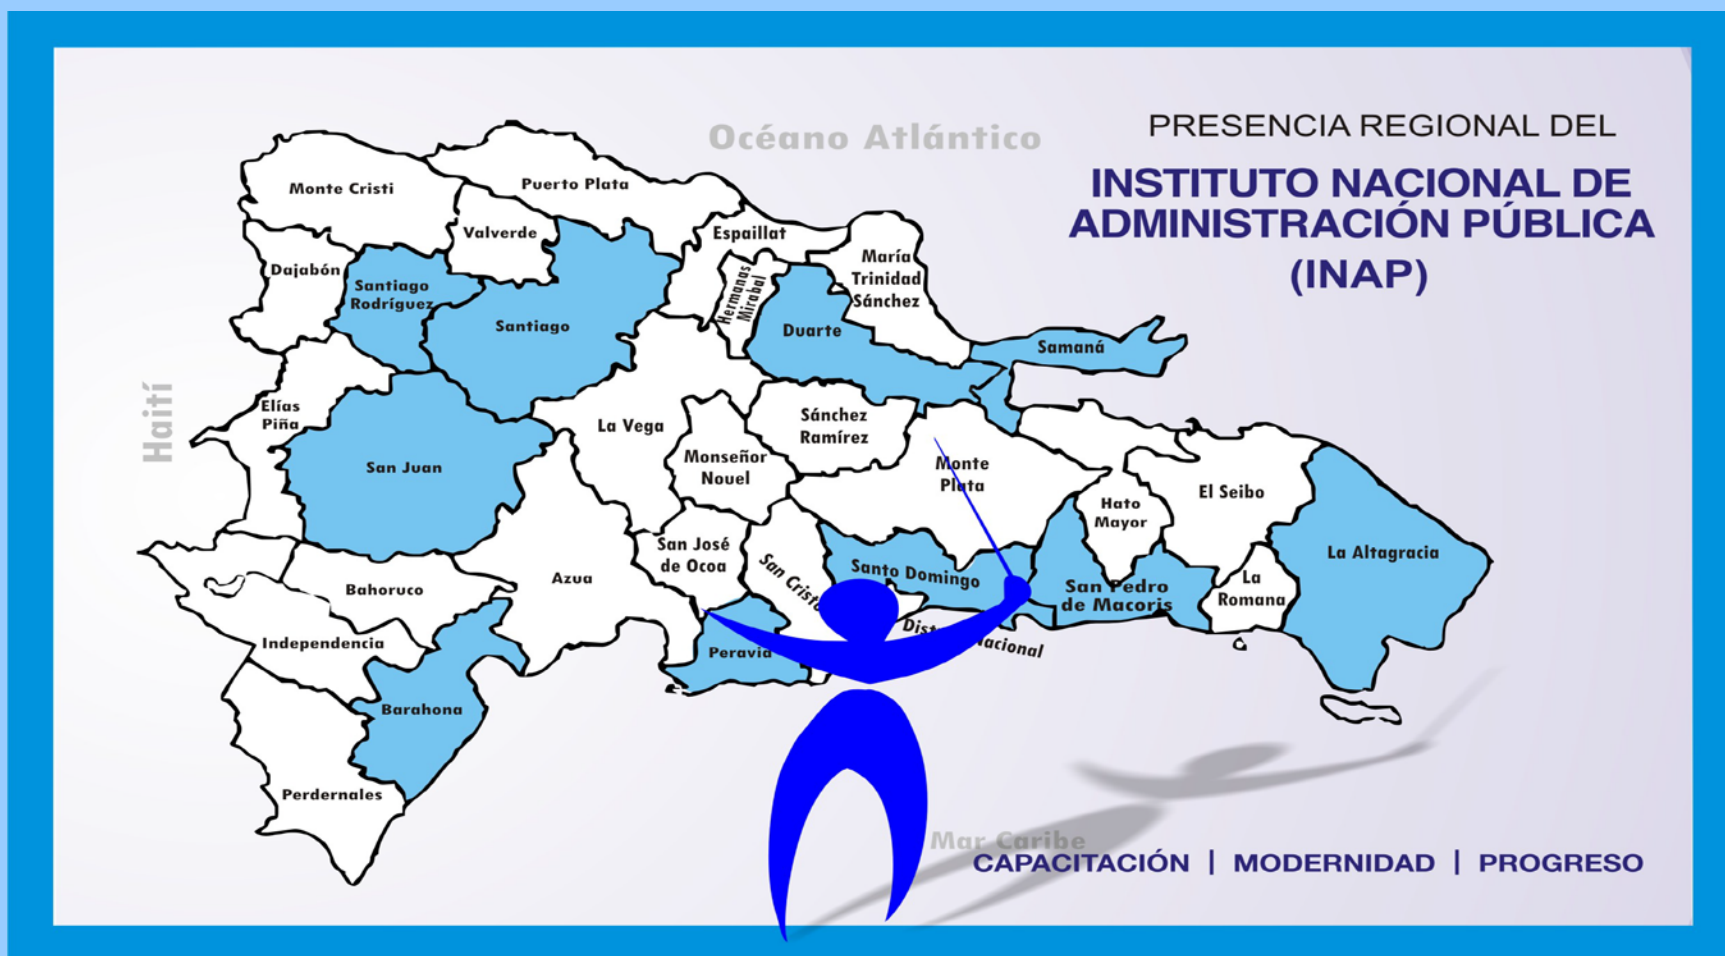 Océano Atlántico
PRESENCIA REGIONAL DEL
INSTITUTO NACIONAL DE
ADMINISTRACIÓN PÚBLICA
(INAP)
Monte Cristi
Puerto Plata
Valverde
Espaillat
Dajabón
Santiago
Rodríguez
Santiago
Hermanas
Mirabal
María
Trinidad
Sánchez
Duarte
Samaná
Haití
Elías
Piña
San Juan
La Vega
Sánchez
Ramírez
Monseñor
Nouel
Monte
Plata
Hato
Mayor
El Seibo
La Altagracia
San José
de Ocoa
San
Azua
Bahoruco
Santo Domingo
San Pedro
de Macoris
La
Romana
Independencia
Peravia
Barahona
Perdernales
Mar Caribe
CAPACITACIÓN | MODERNIDAD | PROGRESO